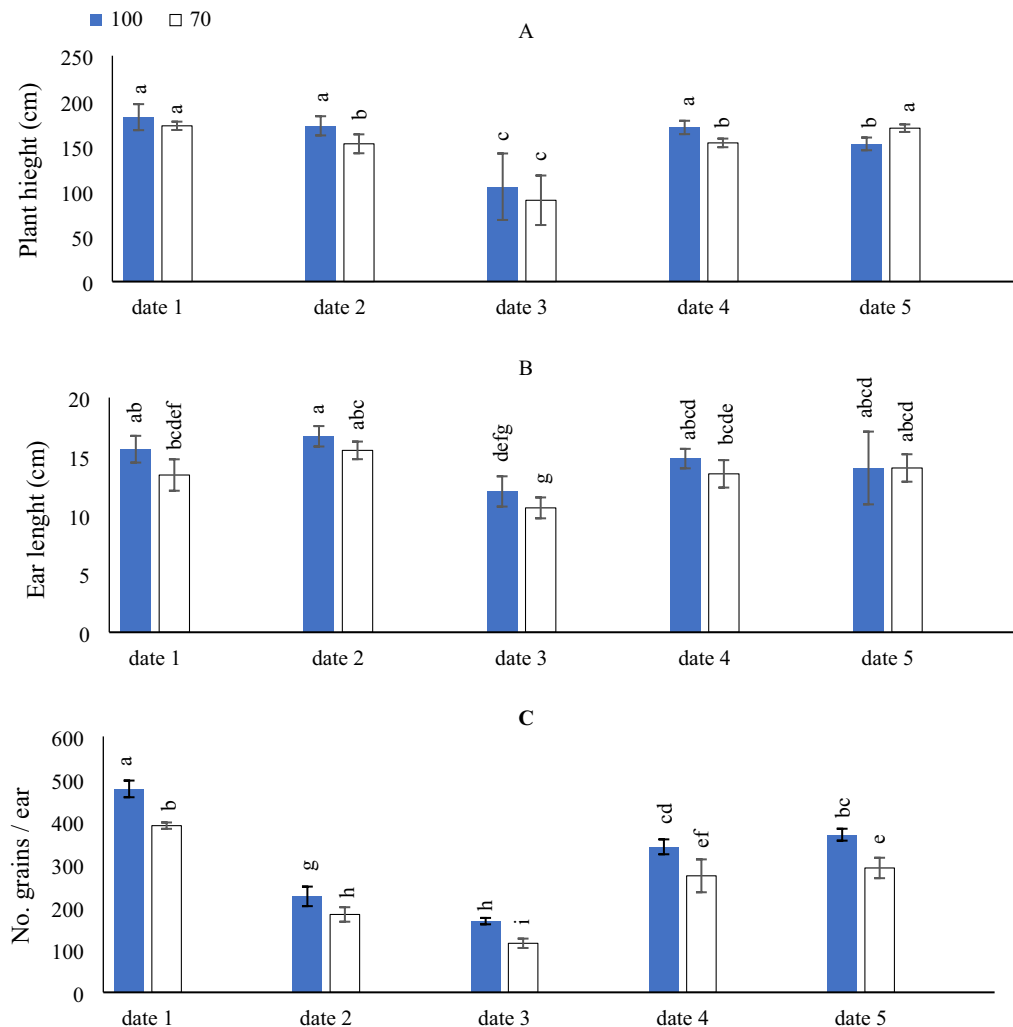 100 70
A
Plant hieght (cm)
250
200
150
100
50
0
a a a b c c a b b a
date 1 date 2 date 3 date 4 date 5
B
Ear lenght (cm)
20
15
10
5
0
ab bcdef a abc defg g abcd bcde abcd abcd
date 1 date 2 date 3 date 4 date 5
C
No. grains / ear
600
500
400
300
200
100
0
a b g h h i cd ef bc e
date 1 date 2 date 3 date 4 date 5